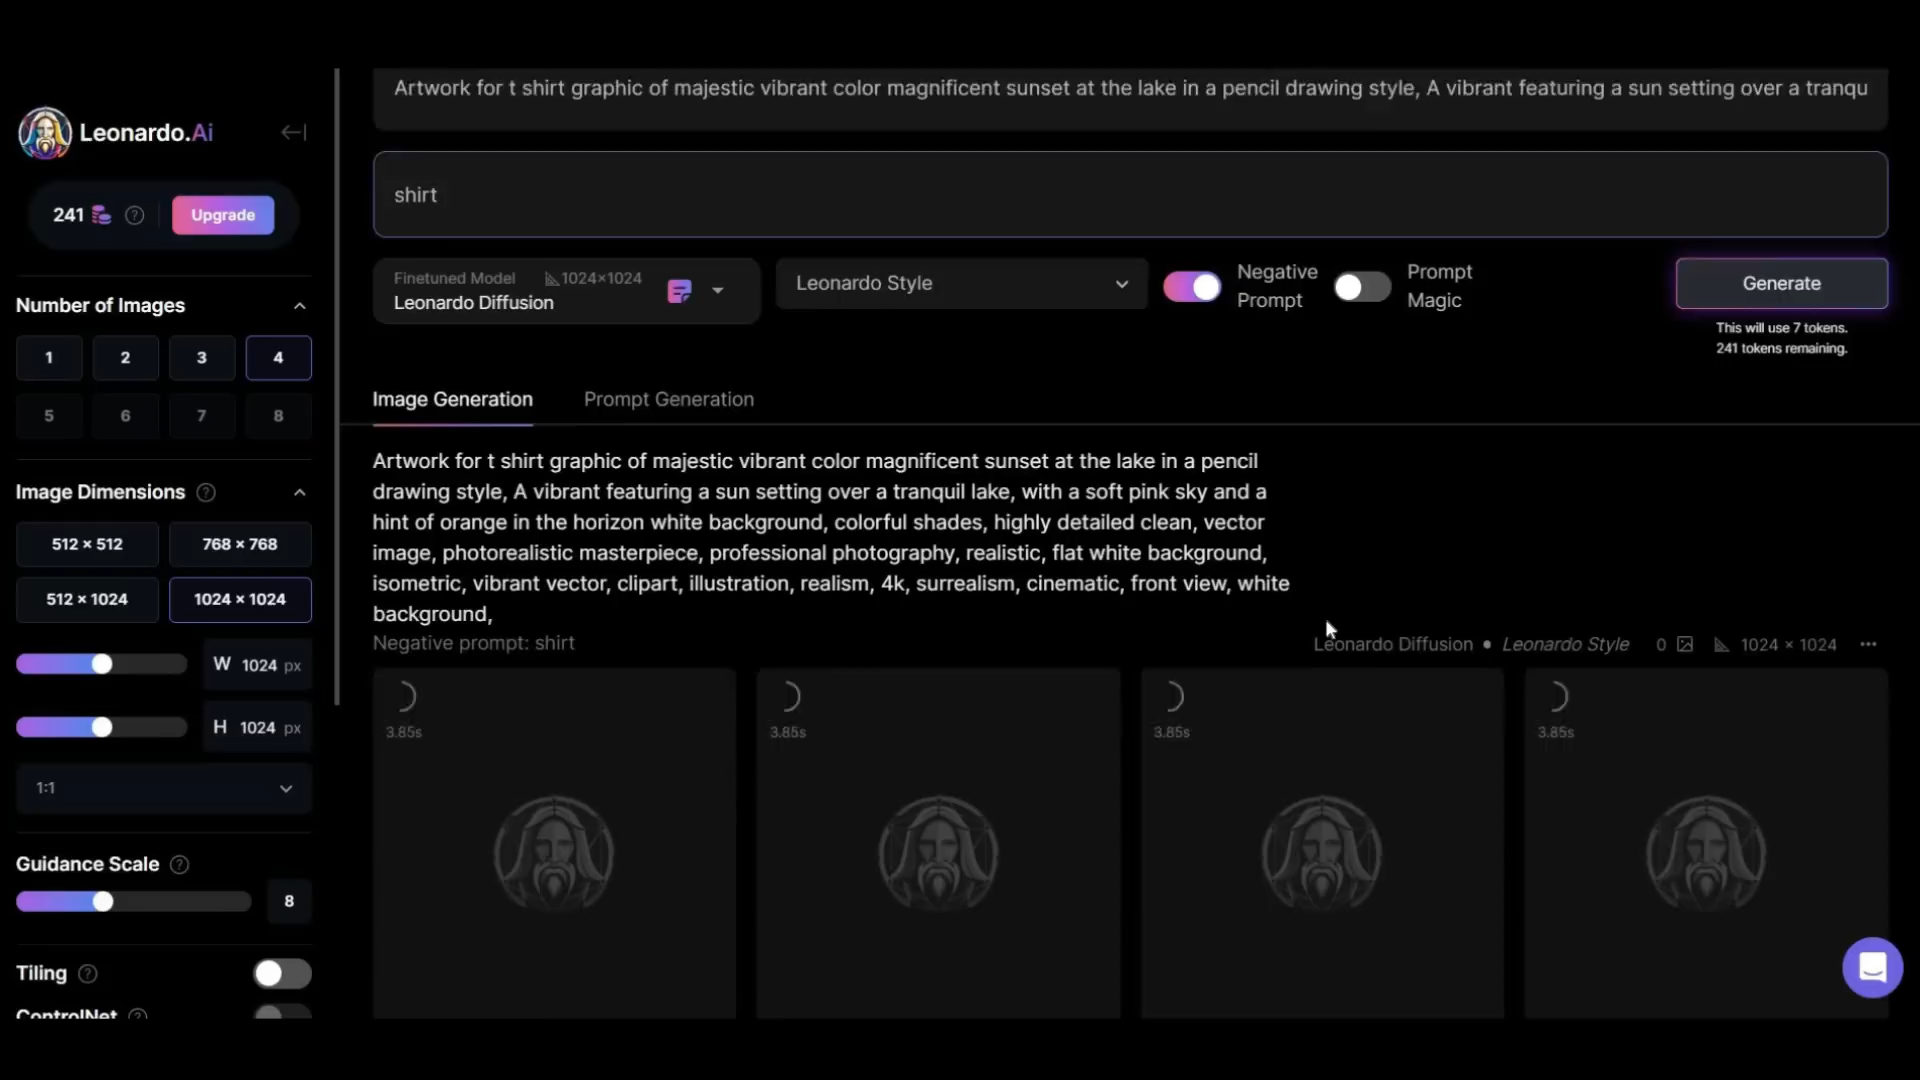 Leonardo.Ai
241
Upgrade
Number of Images
1 2 3 4
5 6 7 8
Image Dimensions
512 × 512 768 × 768
512 × 1024 1024 × 1024
W 1024 px
H 1024 px
1:1
Guidance Scale
8
Tiling
ControlNet
Artwork for t shirt graphic of majestic vibrant color magnificent sunset at the lake in a pencil drawing style, A vibrant featuring a sun setting over a tranqu
shirt
Finetuned Model 1024×1024
Leonardo Diffusion
Leonardo Style
Negative
Prompt
Prompt
Magic
Generate
This will use 7 tokens.
241 tokens remaining.
Image Generation Prompt Generation
Artwork for t shirt graphic of majestic vibrant color magnificent sunset at the lake in a pencil
drawing style, A vibrant featuring a sun setting over a tranquil lake, with a soft pink sky and a
hint of orange in the horizon white background, colorful shades, highly detailed clean, vector
image, photorealistic masterpiece, professional photography, realistic, flat white background,
isometric, vibrant vector, clipart, illustration, realism, 4k, surrealism, cinematic, front view, white
background,
Negative prompt: shirt
Leonardo Diffusion • Leonardo Style 0 1024 × 1024
3.85s 3.85s 3.85s 3.85s